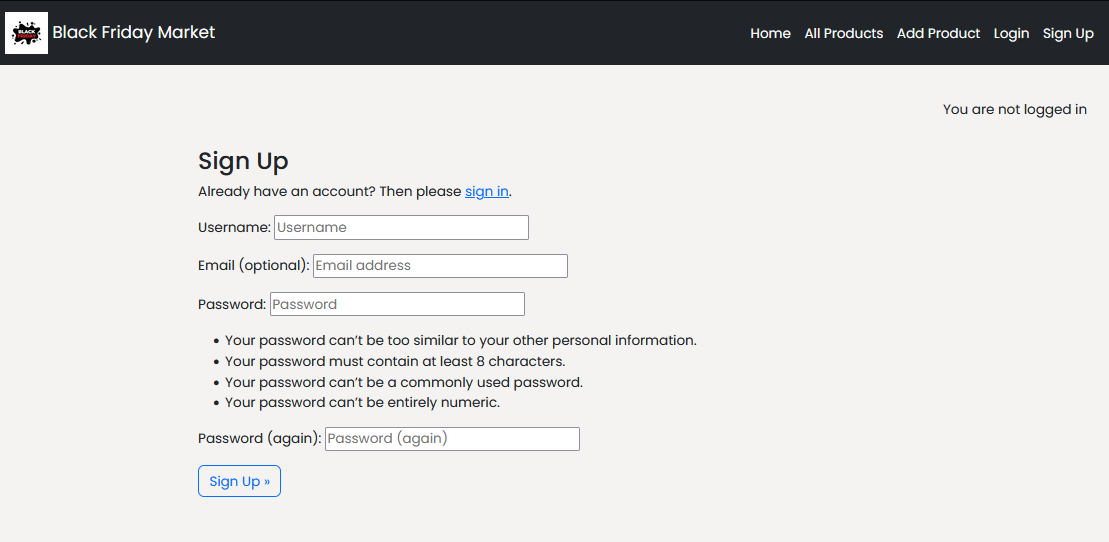 BLACK
FRIDAY
Black Friday Market
Home All Products Add Product Login Sign Up
You are not logged in
Sign Up
Already have an account? Then please sign in.
Username: Username
Email (optional): Email address
Password: Password
• Your password can’t be too similar to your other personal information.
• Your password must contain at least 8 characters.
• Your password can’t be a commonly used password.
• Your password can’t be entirely numeric.
Password (again): Password (again)
Sign Up »